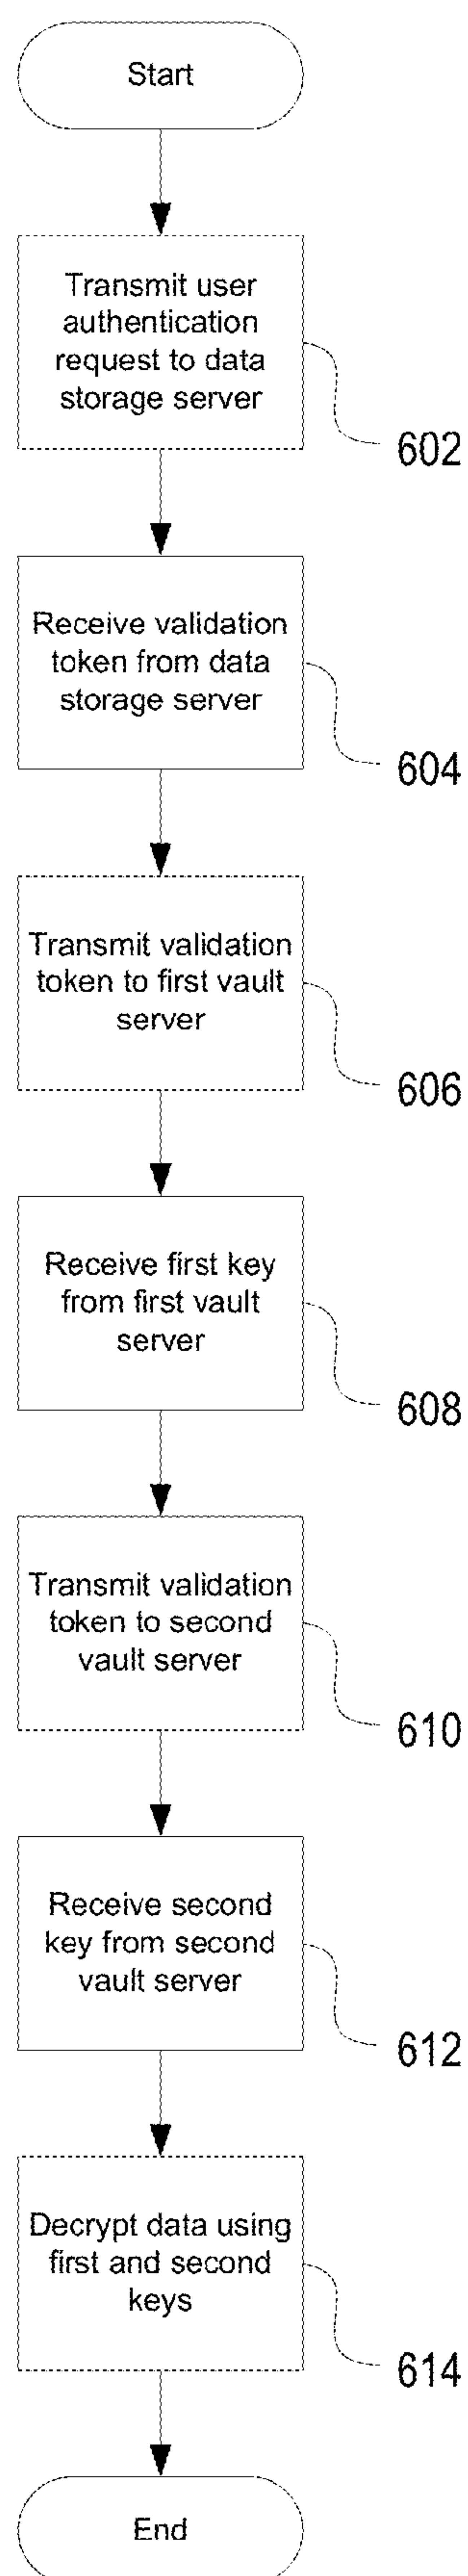 Start
Transmit user
authentication
request to data
storage server
602
Receive validation
token from data
storage server
604
Transmit validation
token to first vault
server
606
Receive first key
from first vault
server
608
Transmit validation
token to second
vault server
610
Receive second
key from second
vault server
612
Decrypt data using
first and second
keys
614
End